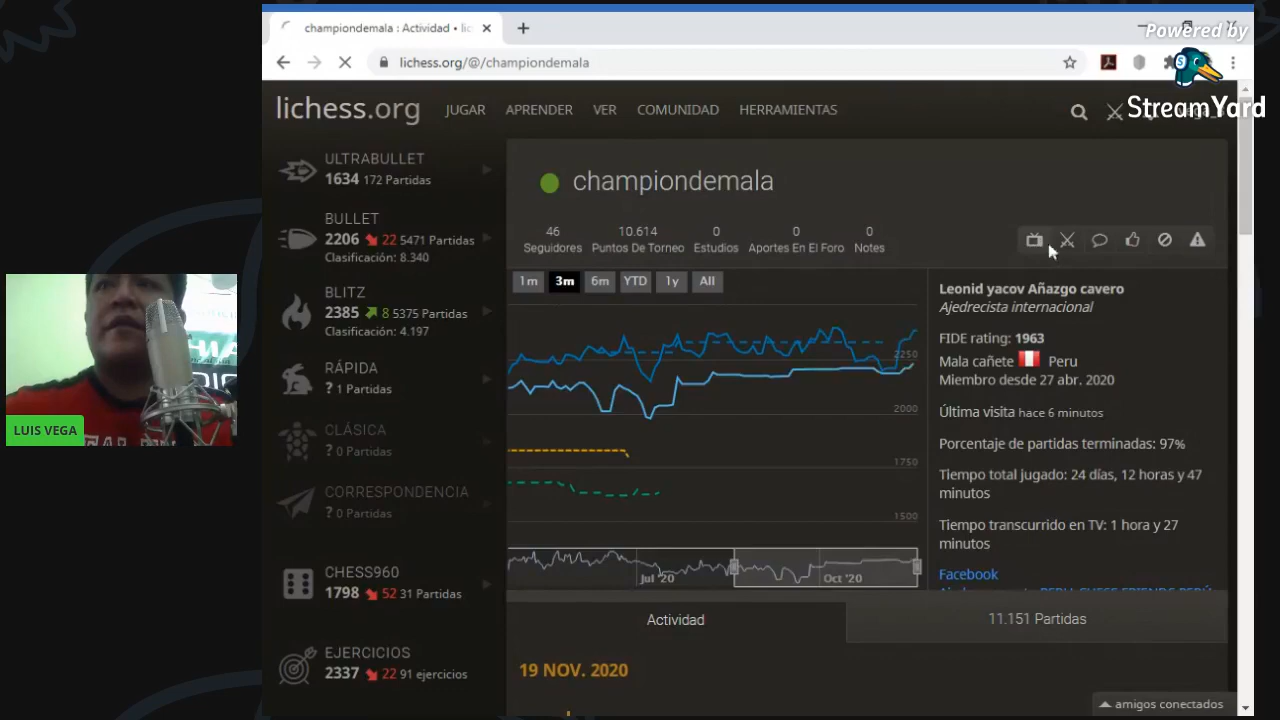 championdemala : Actividad • lic
Powered by
lichess.org/@/championdemala
StreamYard
lichess.org
JUGAR
APRENDER
VER
COMUNIDAD
HERRAMIENTAS
ULTRABULLET
1634 172 Partidas
BULLET
2206 22 5471 Partidas
Clasificación: 8.340
BLITZ
2385 8 5375 Partidas
Clasificación: 4.197
RÁPIDA
? 1 Partidas
CLÁSICA
? 0 Partidas
CORRESPONDENCIA
? 0 Partidas
CHESS960
1798 52 31 Partidas
EJERCICIOS
2337 22 91 ejercicios
championdemala
46 10.614 0 0 0
Seguidores Puntos De Torneo Estudios Aportes En El Foro Notes
1m 3m 6m YTD 1y All
2250
2000
1750
1500
Jul '20
Oct '20
Leonid yacov Añazgo cavero
Ajedrecista internacional
FIDE rating: 1963
Mala cañete Peru
Miembro desde 27 abr. 2020
Última visita hace 6 minutos
Porcentaje de partidas terminadas: 97%
Tiempo total jugado: 24 días, 12 horas y 47
minutos
Tiempo transcurrido en TV: 1 hora y 27
minutos
Facebook
Actividad
11.151 Partidas
19 NOV. 2020
amigos conectados
LUIS VEGA